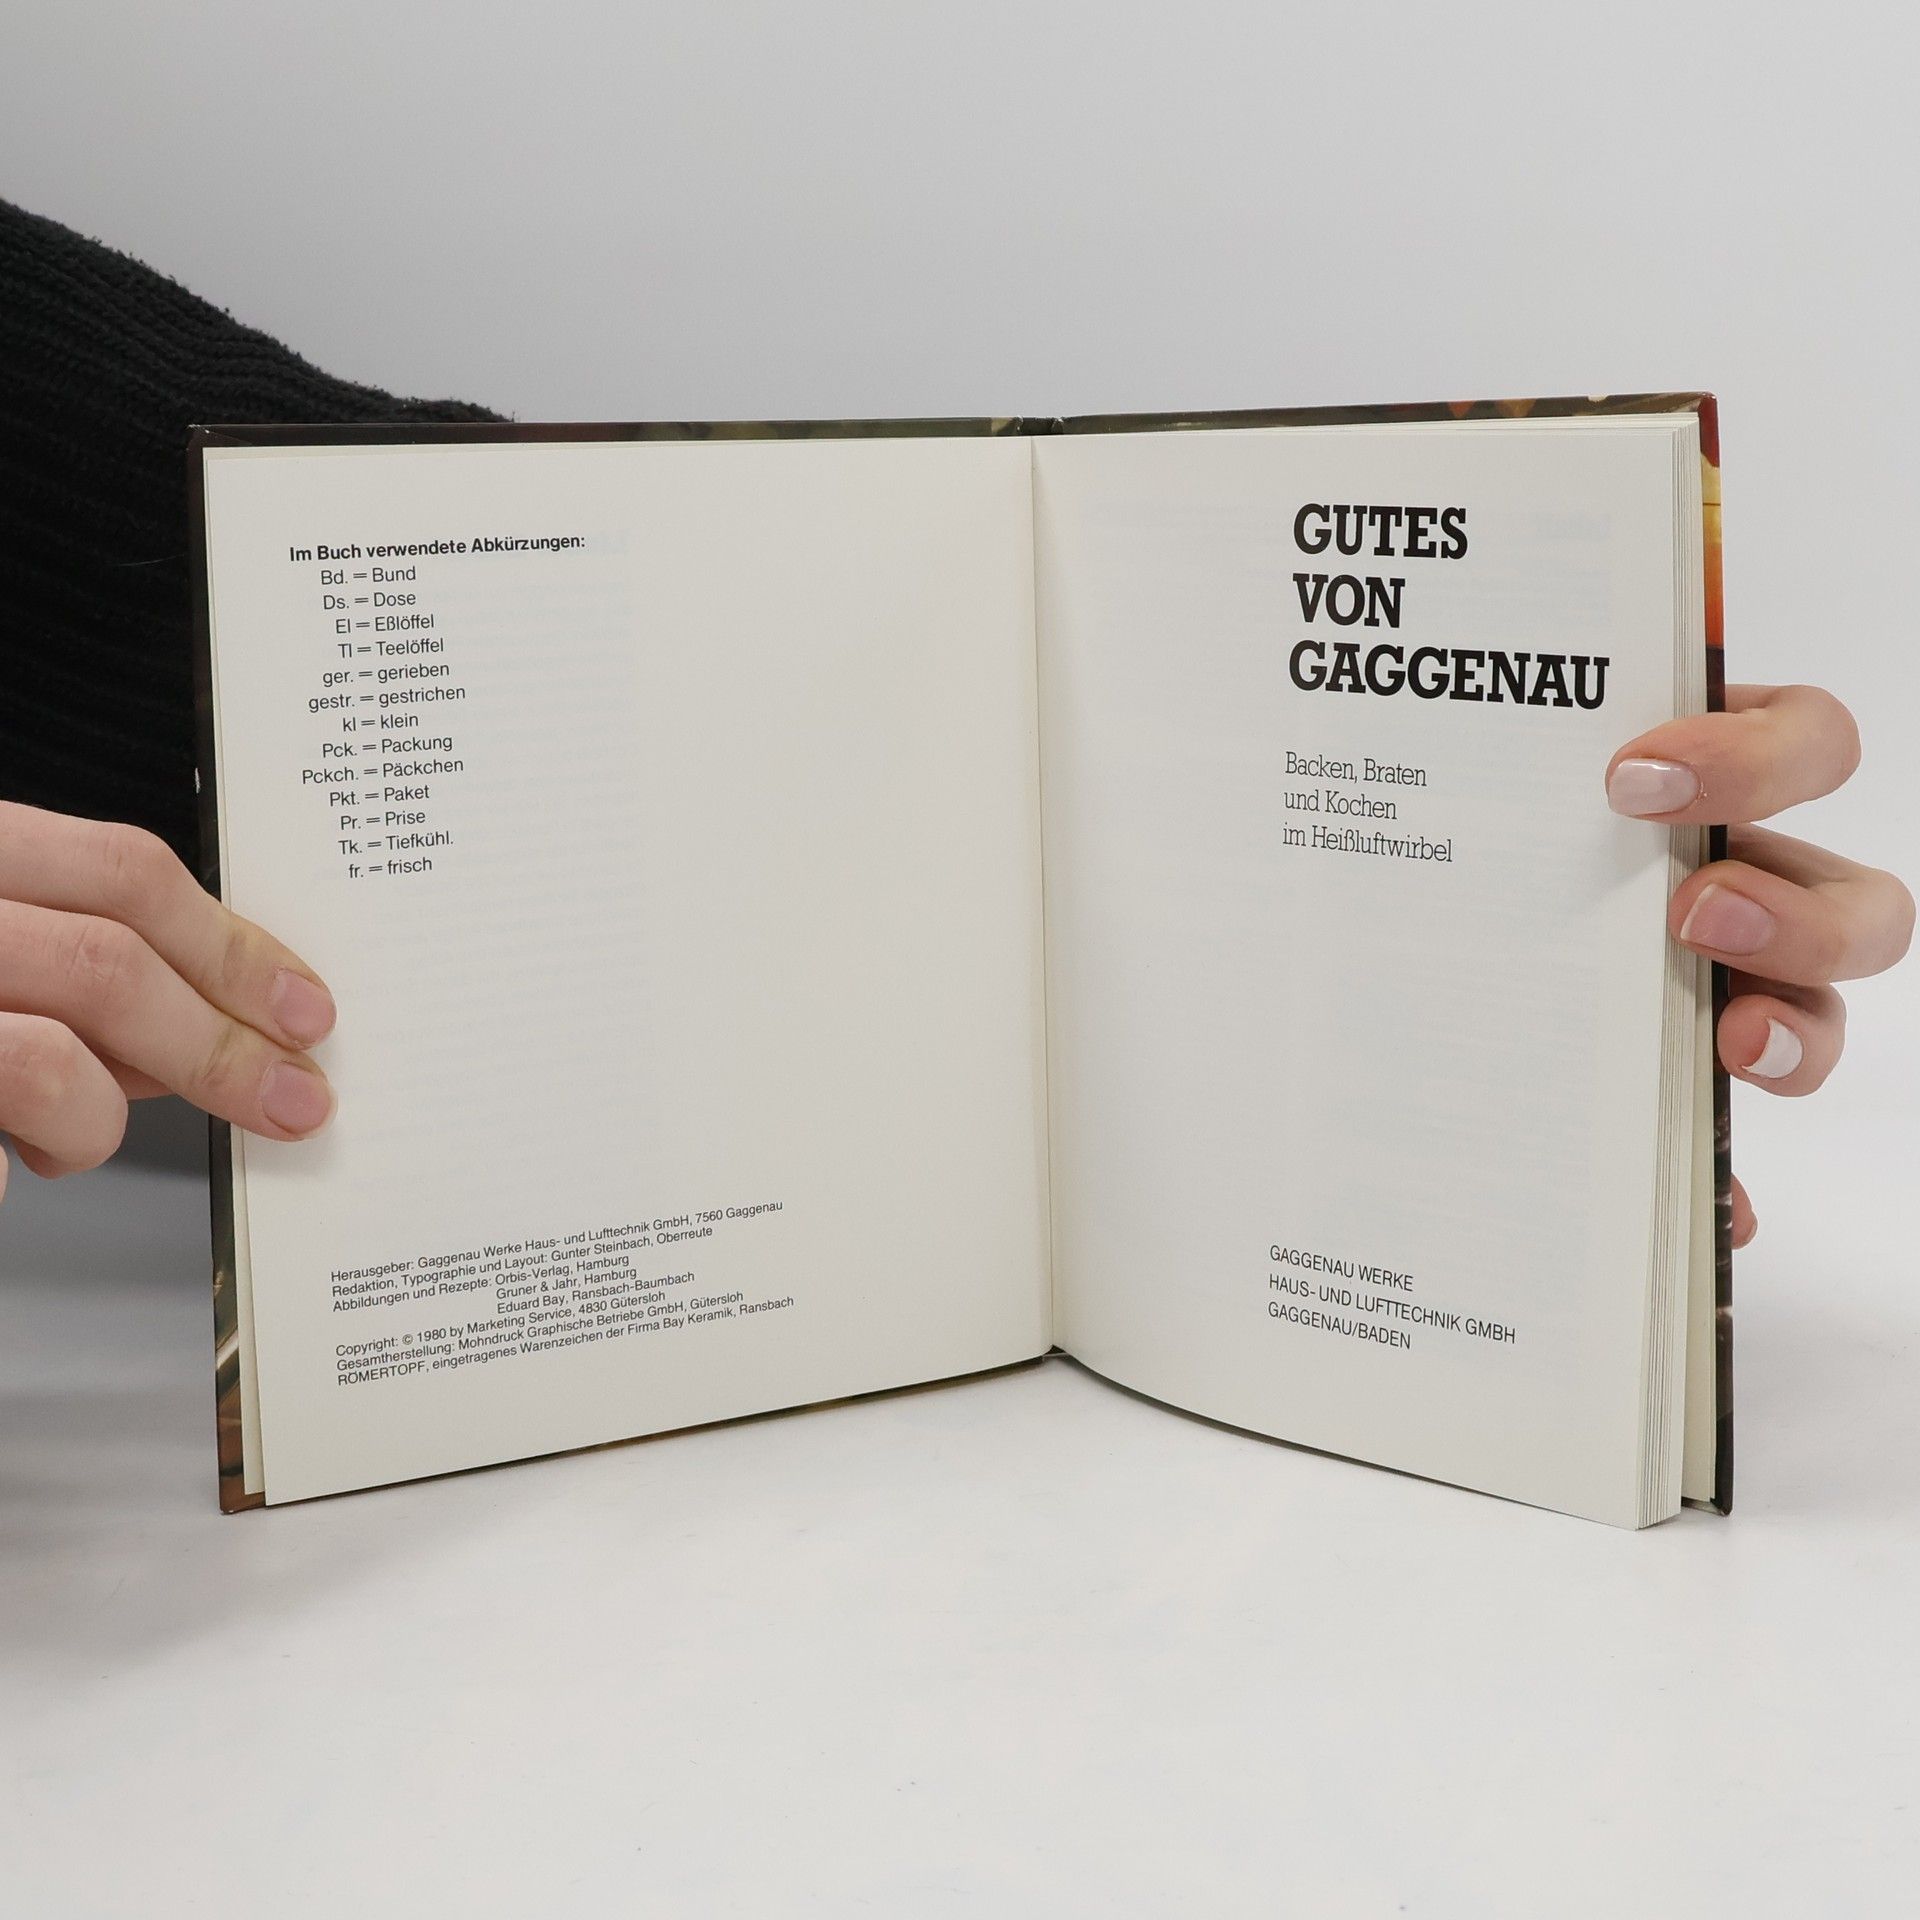 Im Buch verwendete Abkürzungen:
Bd. = Bund
Ds. = Dose
El = Eßlöffel
Tl = Teelöffel
ger. = gerieben
gestr. = gestrichen
kl = klein
Pck. = Packung
Pckch. = Päckchen
Pkt. = Paket
Pr. = Prise
Tk. = Tiefkühl.
fr. = frisch
Herausgeber: Gaggenau Werke Haus- und Lufttechnik GmbH, 7560 Gaggenau
Redaktion, Typographie und Layout: Gunter Steinbach, Oberreute
Abbildungen und Rezepte: Orbis-Verlag, Hamburg
Gruner & Jahr, Hamburg
Eduard Bay, Ransbach-Baumbach
Copyright: © 1980 by Marketing Service, 4830 Gütersloh
Gesamtherstellung: Mohndruck Graphische Betriebe GmbH, Gütersloh
RÖMERTOPF, eingetragenes Warenzeichen der Firma Bay Keramik, Ransbach
GUTES
VON
GAGGENAU
Backen, Braten
und Kochen
im Heißluftwirbel
GAGGENAU WERKE
HAUS- UND LUFTTECHNIK GMBH
GAGGENAU/BADEN